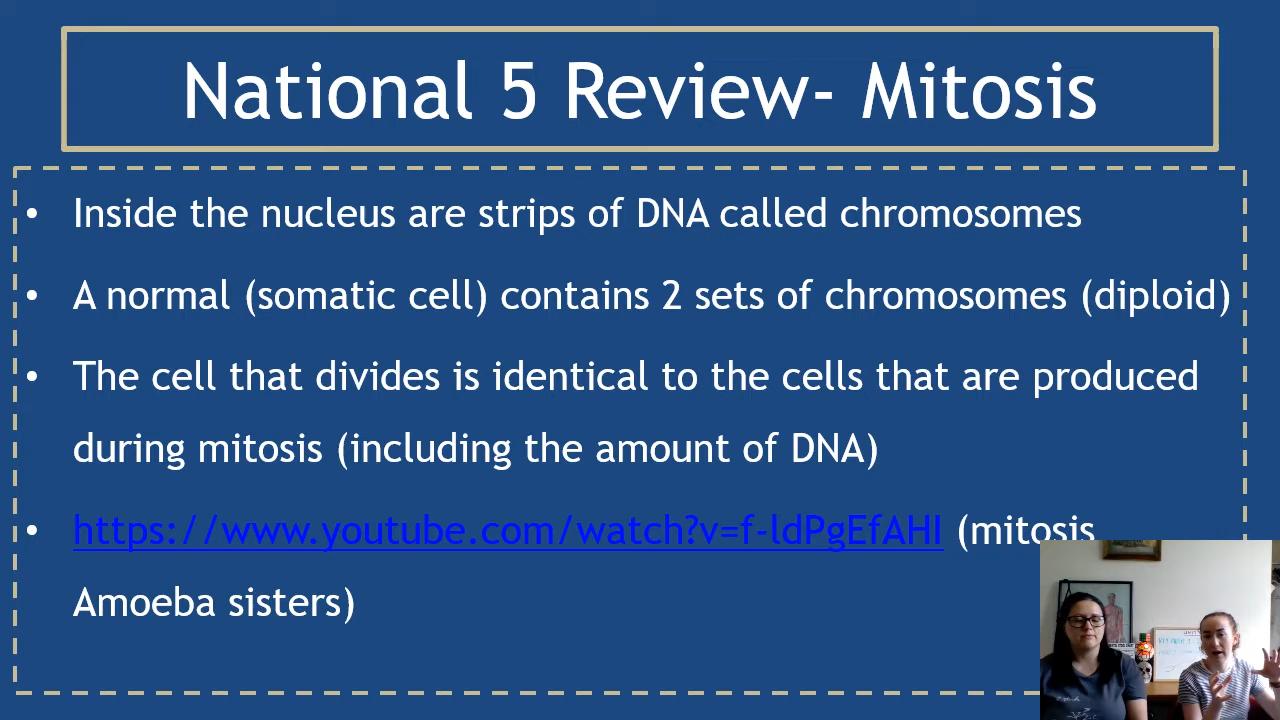 National 5 Review- Mitosis
• Inside the nucleus are strips of DNA called chromosomes
• A normal (somatic cell) contains 2 sets of chromosomes (diploid)
• The cell that divides is identical to the cells that are produced
during mitosis (including the amount of DNA)
• https://www.youtube.com/watch?v=f-ldPgEfAHI (mitosis
Amoeba sisters)